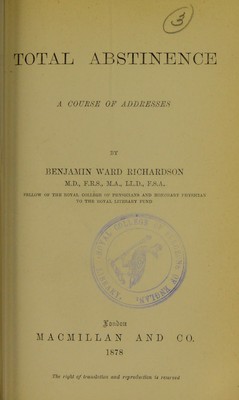 3
TOTAL ABSTINENCE
A COURSE OF ADDRESSES
BY
BENJAMIN WARD RICHARDSON
M.D., F.R.S., M.A., LL.D., F.S.A.
FELLOW OF THE ROYAL COLLEGE OF PHYSICIANS AND HONORARY PHYSICIAN
TO THE ROYAL LITERARY FUND
London
MACMILLAN AND CO.
1878
The right of translation and reproduction is reserved